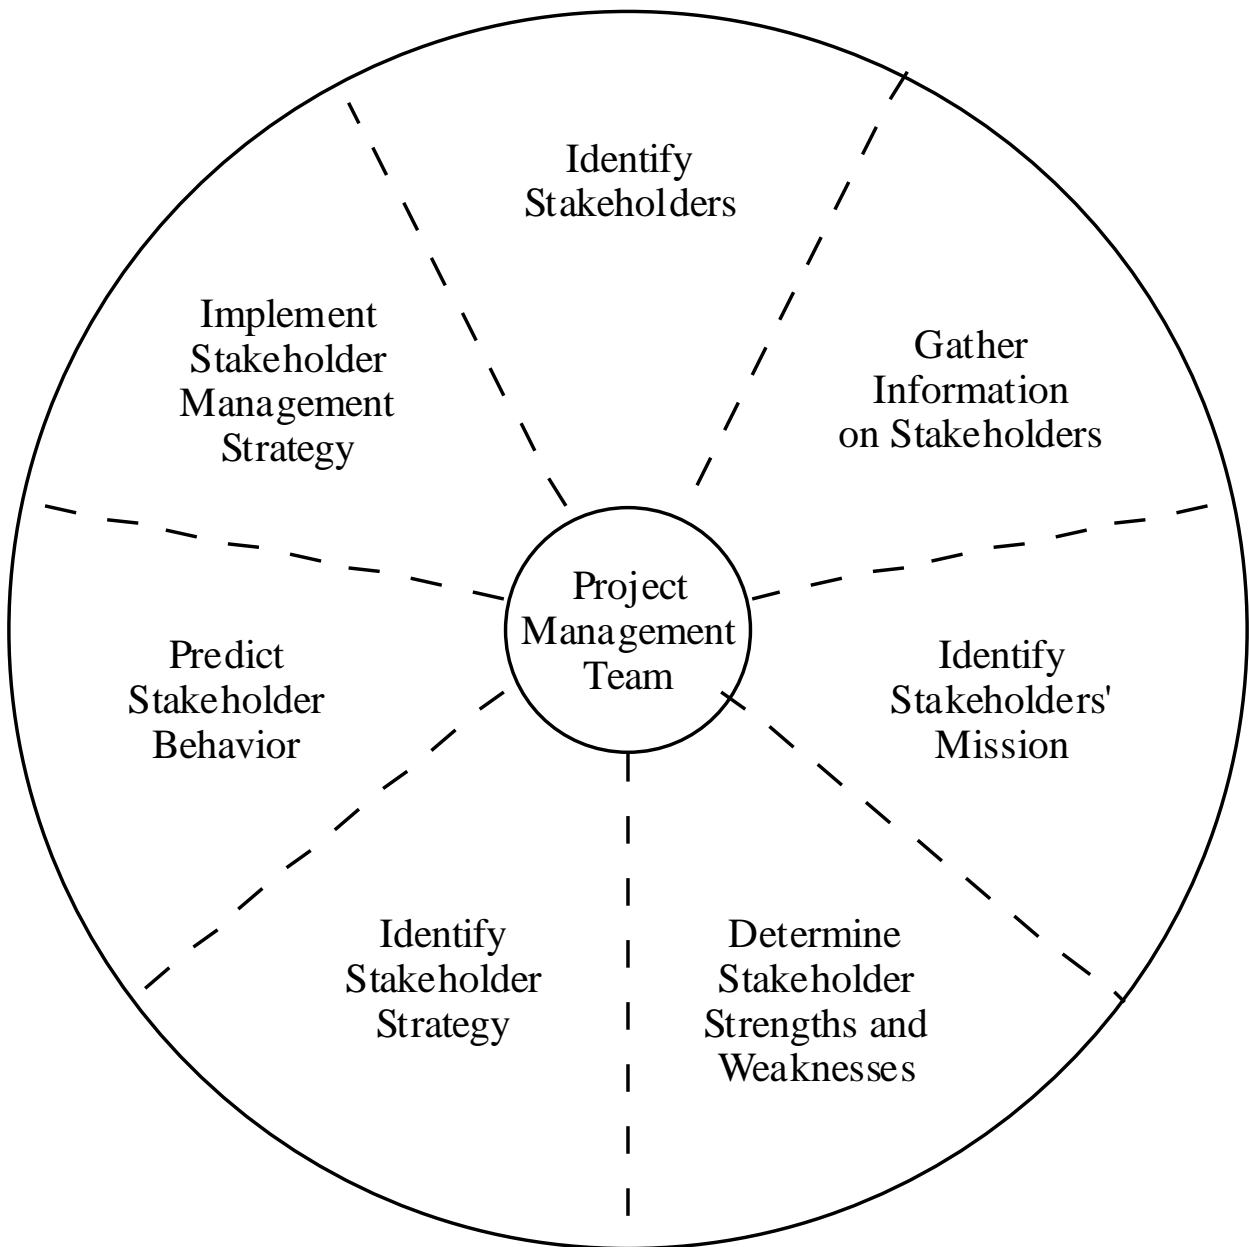 Identify
Stakeholders
Gather
Information
on Stakeholders
Identify
Stakeholders'
Mission
Determine
Stakeholder
Strengths and
Weaknesses
Identify
Stakeholder
Strategy
Predict
Stakeholder
Behavior
Implement
Stakeholder
Management
Strategy
Project
Management
Team